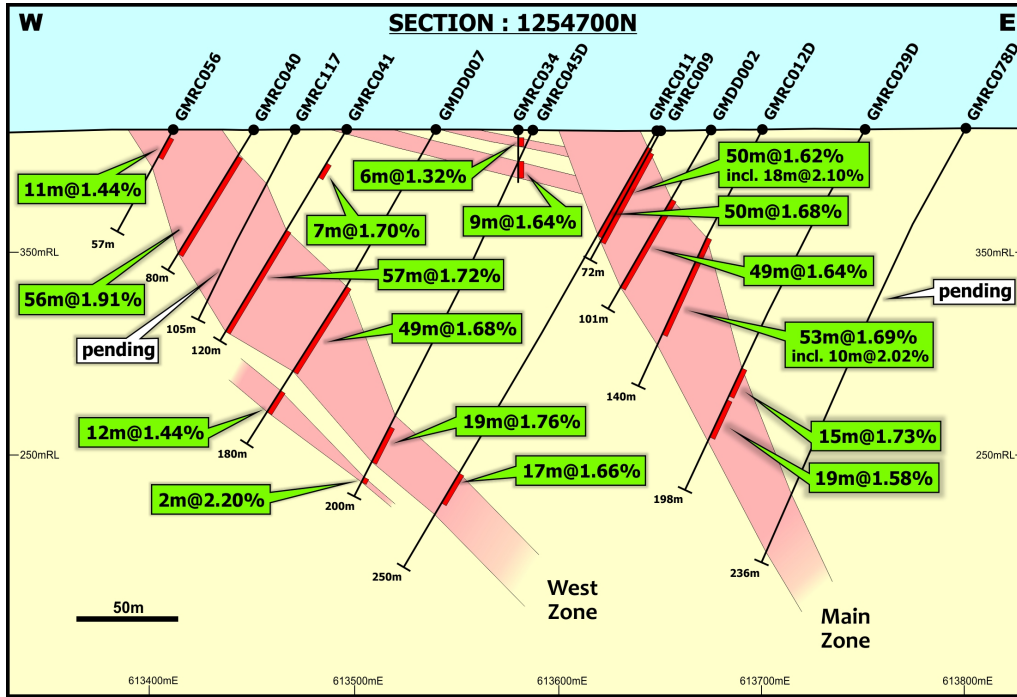 W
SECTION : 1254700N
E
GMRC056
GMRC040
GMRC117
GMRC041
GMDD007
GMRC034
GMRC045D
GMRC011
GMRC009
GMDD002
GMRC012D
GMRC029D
GMRC078D
11m@1.44%
6m@1.32%
50m@1.62%
incl. 18m@2.10%
7m@1.70%
9m@1.64%
50m@1.68%
57m
350mRL
350mRL
80m
57m@1.72%
72m
49m@1.64%
56m@1.91%
pending
105m
101m
pending
120m
49m@1.68%
53m@1.69%
incl. 10m@2.02%
140m
12m@1.44%
180m
19m@1.76%
15m@1.73%
250mRL
250mRL
17m@1.66%
19m@1.58%
2m@2.20%
200m
198m
250m
236m
50m
West
Zone
Main
Zone
613400mE
613500mE
613600mE
613700mE
613800mE